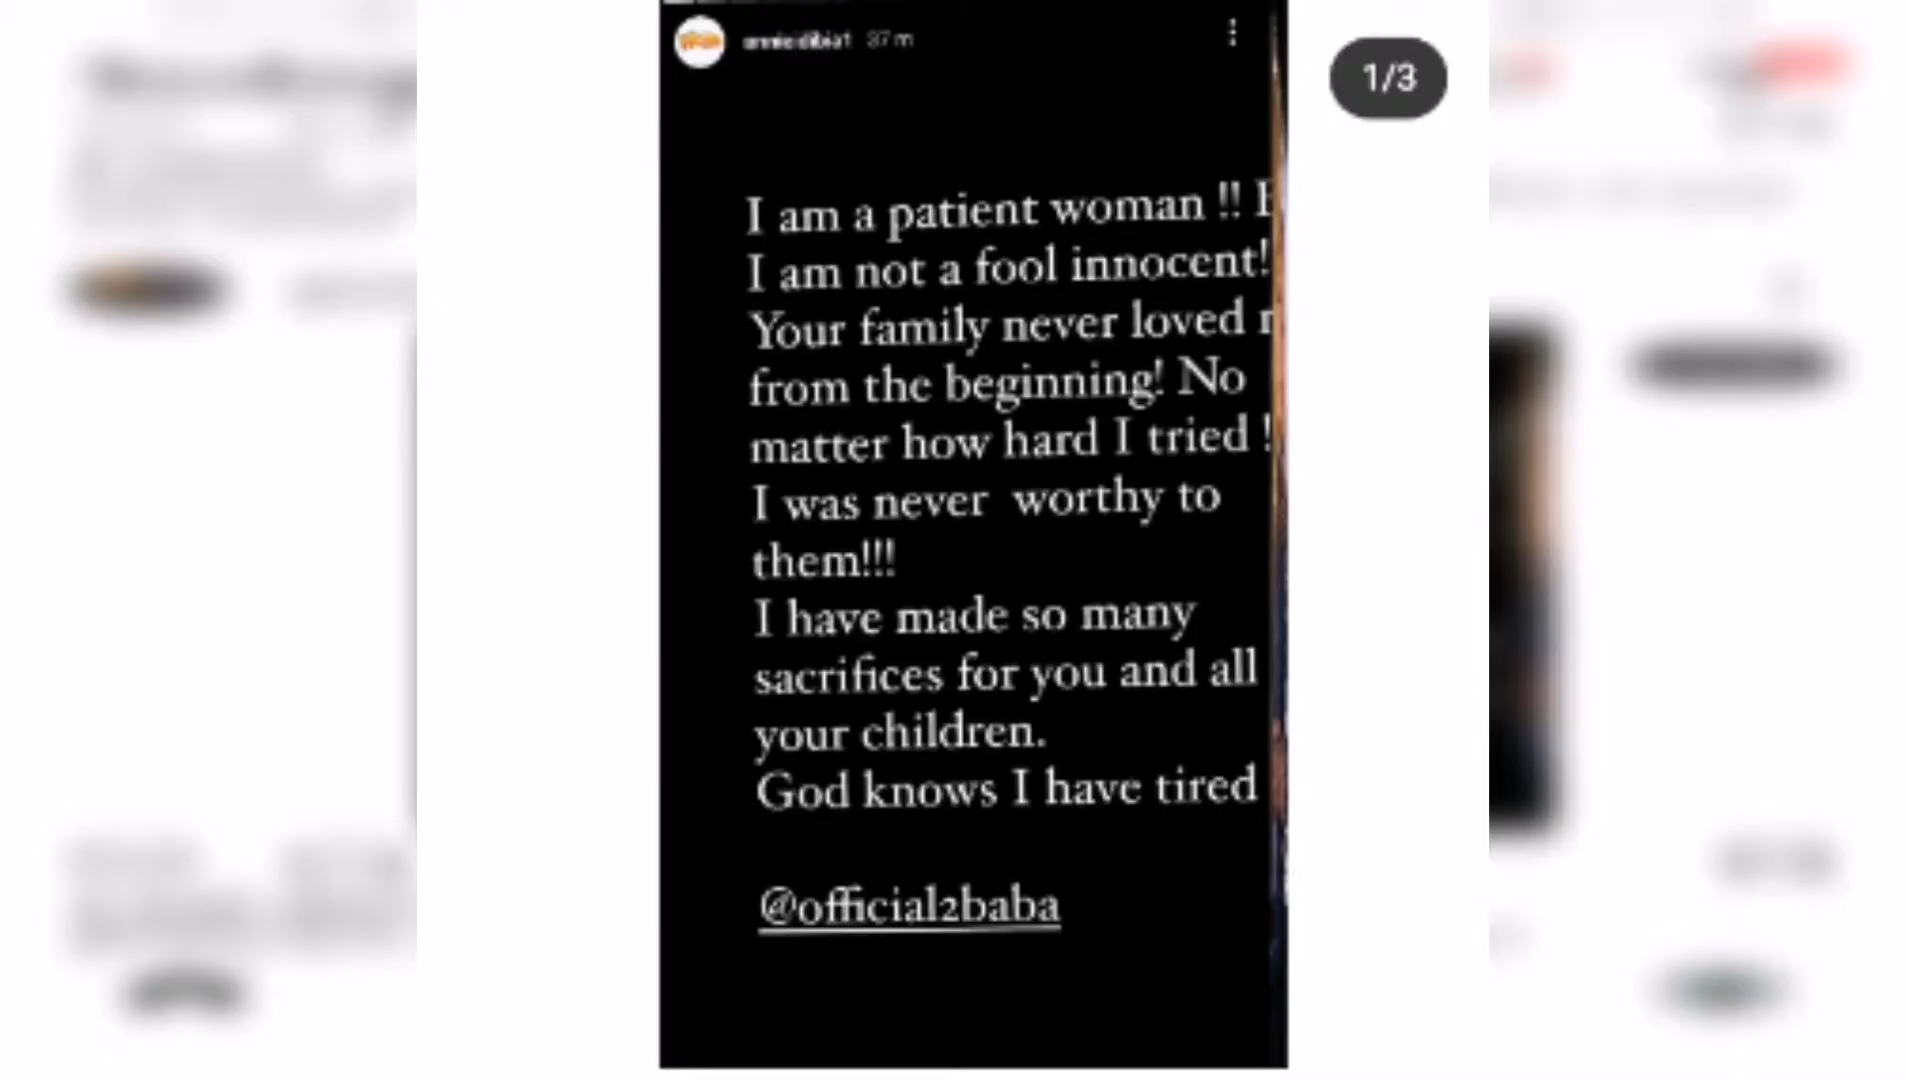 37m
1/3
I am a patient woman !!
I am not a fool innocent!
Your family never loved
from the beginning! No
matter how hard I tried !
I was never worthy to
them!!!
I have made so many
sacrifices for you and all
your children.
God knows I have tired
@official2baba